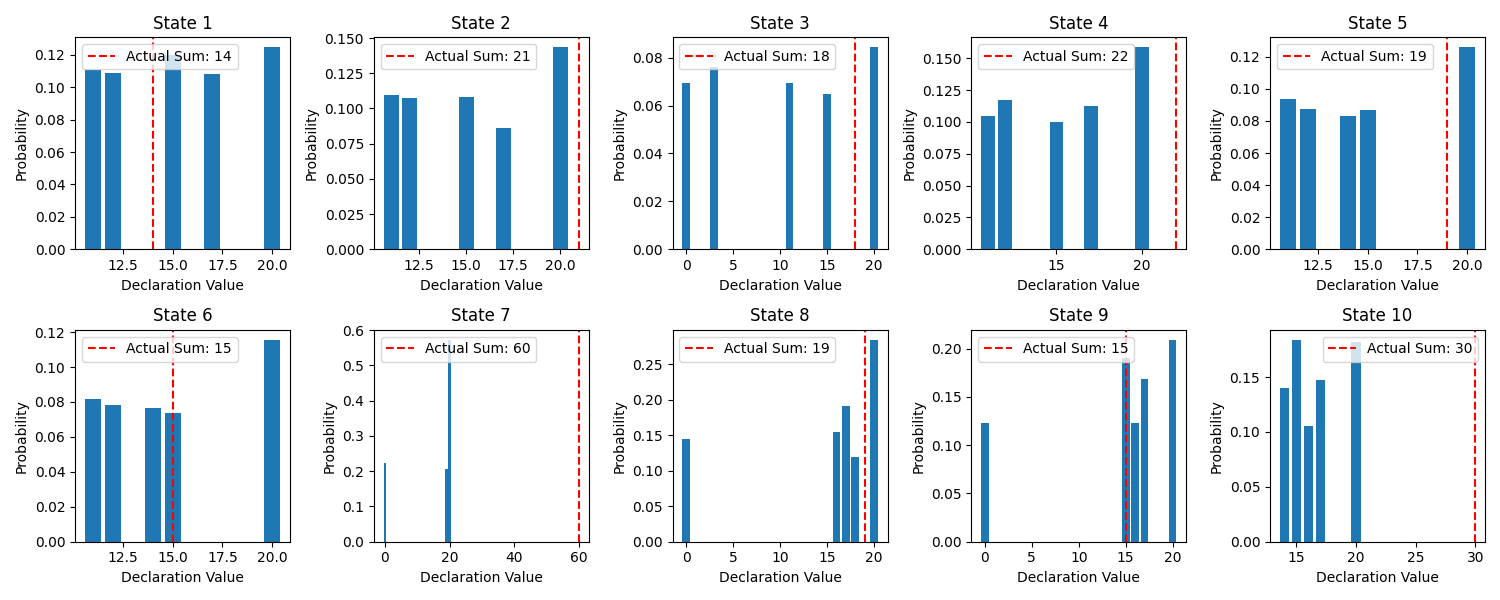 State 1
Actual Sum: 14
0.12
0.10
0.08
0.06
0.04
0.02
0.00
Probability
12.5 15.0 17.5 20.0
Declaration Value
State 2
Actual Sum: 21
0.150
0.125
0.100
0.075
0.050
0.025
0.000
Probability
12.5 15.0 17.5 20.0
Declaration Value
State 3
Actual Sum: 18
0.08
0.06
0.04
0.02
0.00
Probability
0 5 10 15 20
Declaration Value
State 4
Actual Sum: 22
0.150
0.125
0.100
0.075
0.050
0.025
0.000
Probability
15 20
Declaration Value
State 5
Actual Sum: 19
0.12
0.10
0.08
0.06
0.04
0.02
0.00
Probability
12.5 15.0 17.5 20.0
Declaration Value
State 6
Actual Sum: 15
0.12
0.10
0.08
0.06
0.04
0.02
0.00
Probability
12.5 15.0 17.5 20.0
Declaration Value
State 7
Actual Sum: 60
0.6
0.5
0.4
0.3
0.2
0.1
0.0
Probability
0 20 40 60
Declaration Value
State 8
Actual Sum: 19
0.25
0.20
0.15
0.10
0.05
0.00
Probability
0 5 10 15 20
Declaration Value
State 9
Actual Sum: 15
0.20
0.15
0.10
0.05
0.00
Probability
0 5 10 15 20
Declaration Value
State 10
Actual Sum: 30
0.15
0.10
0.05
0.00
Probability
15 20 25 30
Declaration Value